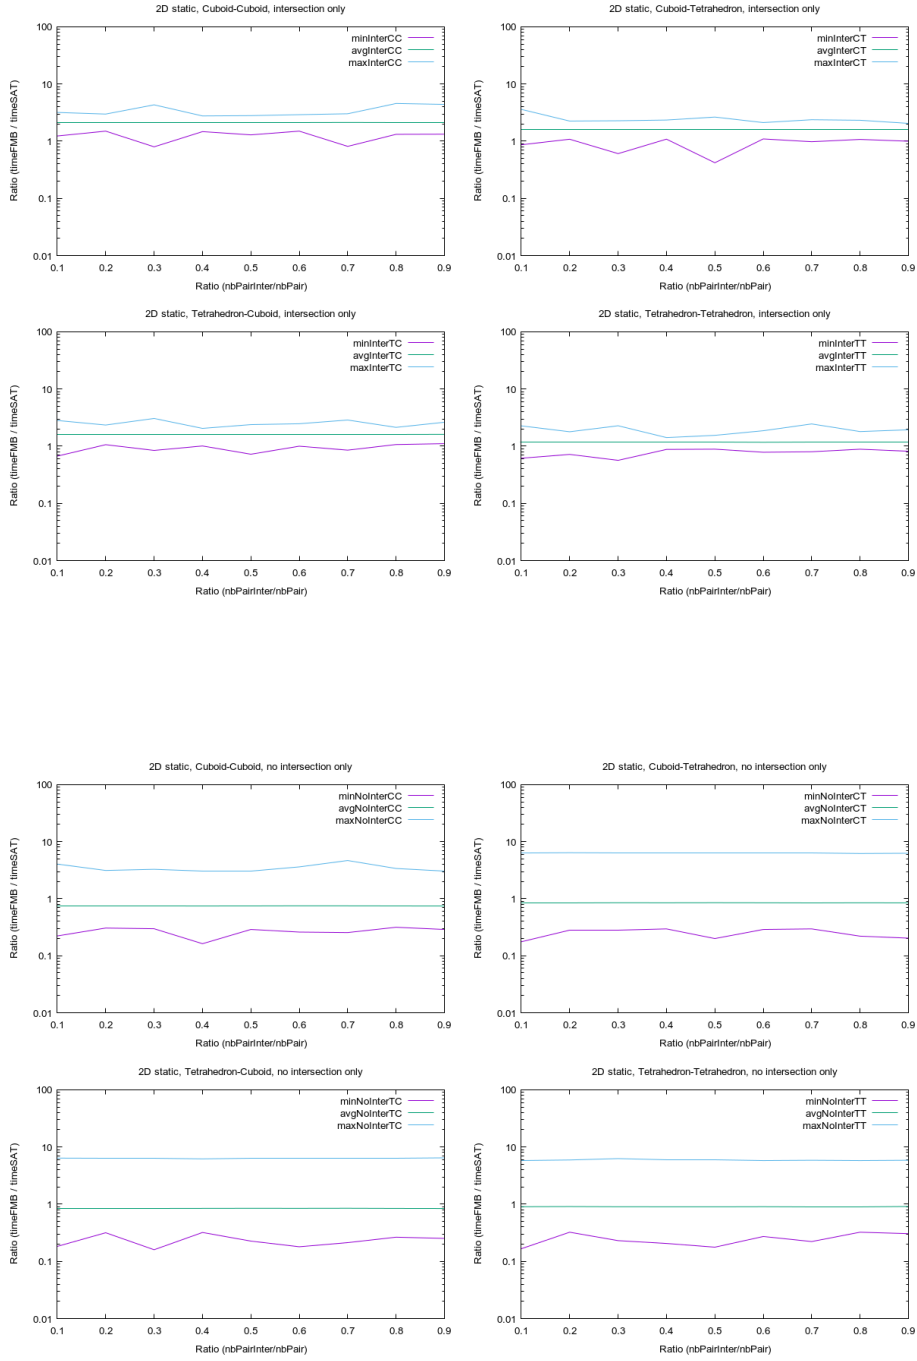 2D static, Cuboid-Cuboid, intersection only
100
10
1
0.1
0.01
Ratio (timeFMB / timeSAT)
minInterCC
avgInterCC
maxInterCC
0.1 0.2 0.3 0.4 0.5 0.6 0.7 0.8 0.9
Ratio (nbPairInter/nbPair)
2D static, Cuboid-Tetrahedron, intersection only
100
10
1
0.1
0.01
Ratio (timeFMB / timeSAT)
minInterCT
avgInterCT
maxInterCT
0.1 0.2 0.3 0.4 0.5 0.6 0.7 0.8 0.9
Ratio (nbPairInter/nbPair)
2D static, Tetrahedron-Cuboid, intersection only
100
10
1
0.1
0.01
Ratio (timeFMB / timeSAT)
minInterTC
avgInterTC
maxInterTC
0.1 0.2 0.3 0.4 0.5 0.6 0.7 0.8 0.9
Ratio (nbPairInter/nbPair)
2D static, Tetrahedron-Tetrahedron, intersection only
100
10
1
0.1
0.01
Ratio (timeFMB / timeSAT)
minInterTT
avgInterTT
maxInterTT
0.1 0.2 0.3 0.4 0.5 0.6 0.7 0.8 0.9
Ratio (nbPairInter/nbPair)
2D static, Cuboid-Cuboid, no intersection only
100
10
1
0.1
0.01
Ratio (timeFMB / timeSAT)
minNoInterCC
avgNoInterCC
maxNoInterCC
0.1 0.2 0.3 0.4 0.5 0.6 0.7 0.8 0.9
Ratio (nbPairInter/nbPair)
2D static, Cuboid-Tetrahedron, no intersection only
100
10
1
0.1
0.01
Ratio (timeFMB / timeSAT)
minNoInterCT
avgNoInterCT
maxNoInterCT
0.1 0.2 0.3 0.4 0.5 0.6 0.7 0.8 0.9
Ratio (nbPairInter/nbPair)
2D static, Tetrahedron-Cuboid, no intersection only
100
10
1
0.1
0.01
Ratio (timeFMB / timeSAT)
minNoInterTC
avgNoInterTC
maxNoInterTC
0.1 0.2 0.3 0.4 0.5 0.6 0.7 0.8 0.9
Ratio (nbPairInter/nbPair)
2D static, Tetrahedron-Tetrahedron, no intersection only
100
10
1
0.1
0.01
Ratio (timeFMB / timeSAT)
minNoInterTT
avgNoInterTT
maxNoInterTT
0.1 0.2 0.3 0.4 0.5 0.6 0.7 0.8 0.9
Ratio (nbPairInter/nbPair)